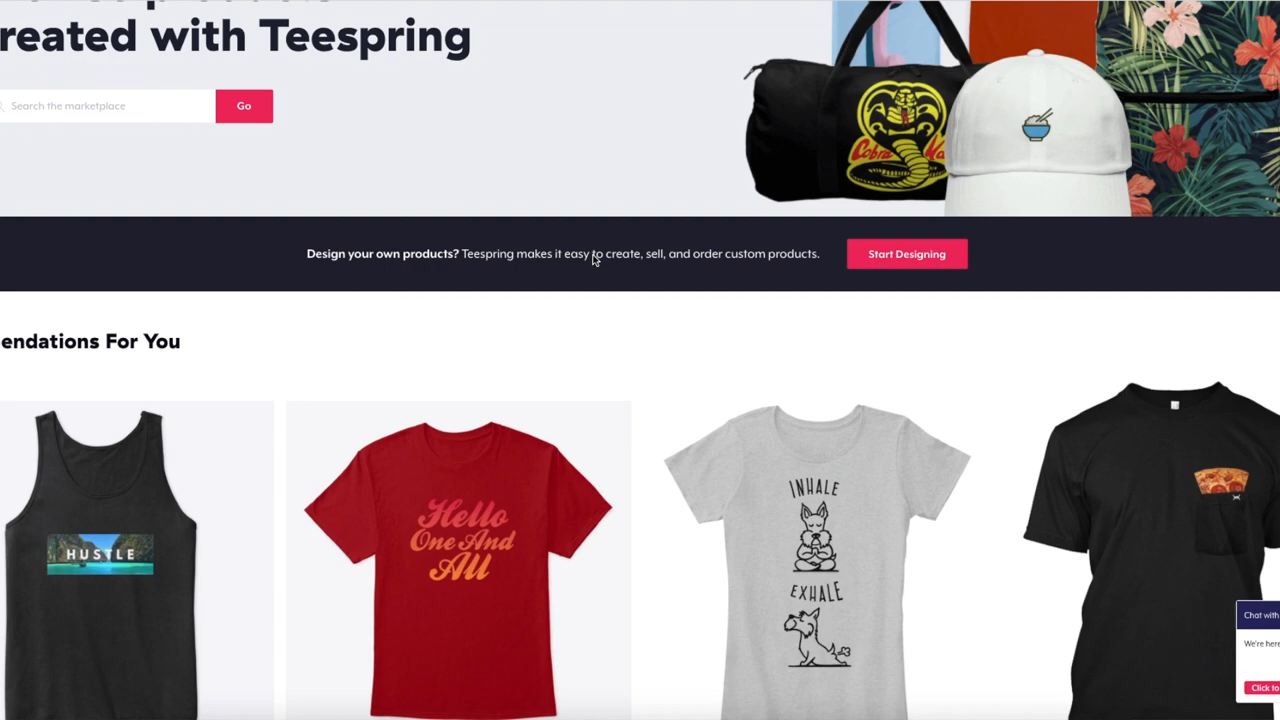 reated with Teespring
Search the marketplace
Go
Cobra
Design your own products? Teespring makes it easy to create, sell, and order custom products.
Start Designing
endations For You
HUSTLE
Hello
One And
All
INHALE
EXHALE
Chat with
We're here
Click to